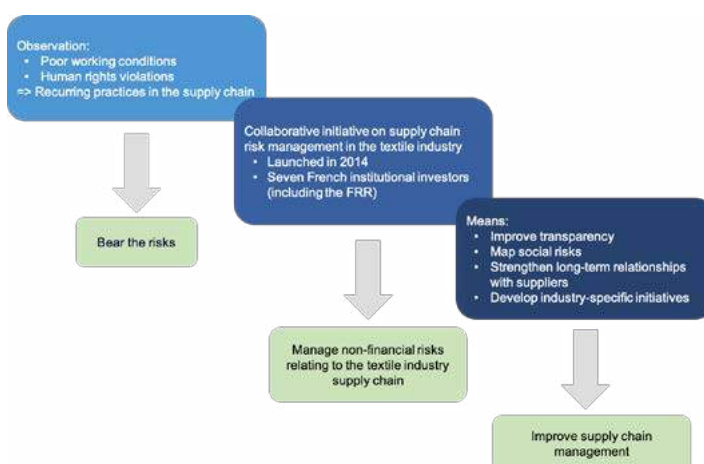 Observation:
• Poor working conditions
• Human rights violations
=> Recurring practices in the supply chain
Collaborative initiative on supply chain
risk management in the textile industry
• Launched in 2014
• Seven French institutional investors
(including the FRR)
Means:
• Improve transparency
• Map social risks
• Strengthen long-term relationships
with suppliers
• Develop industry-specific initiatives
Bear the risks
Manage non-financial risks
relating to the textile industry
supply chain
Improve supply chain
management